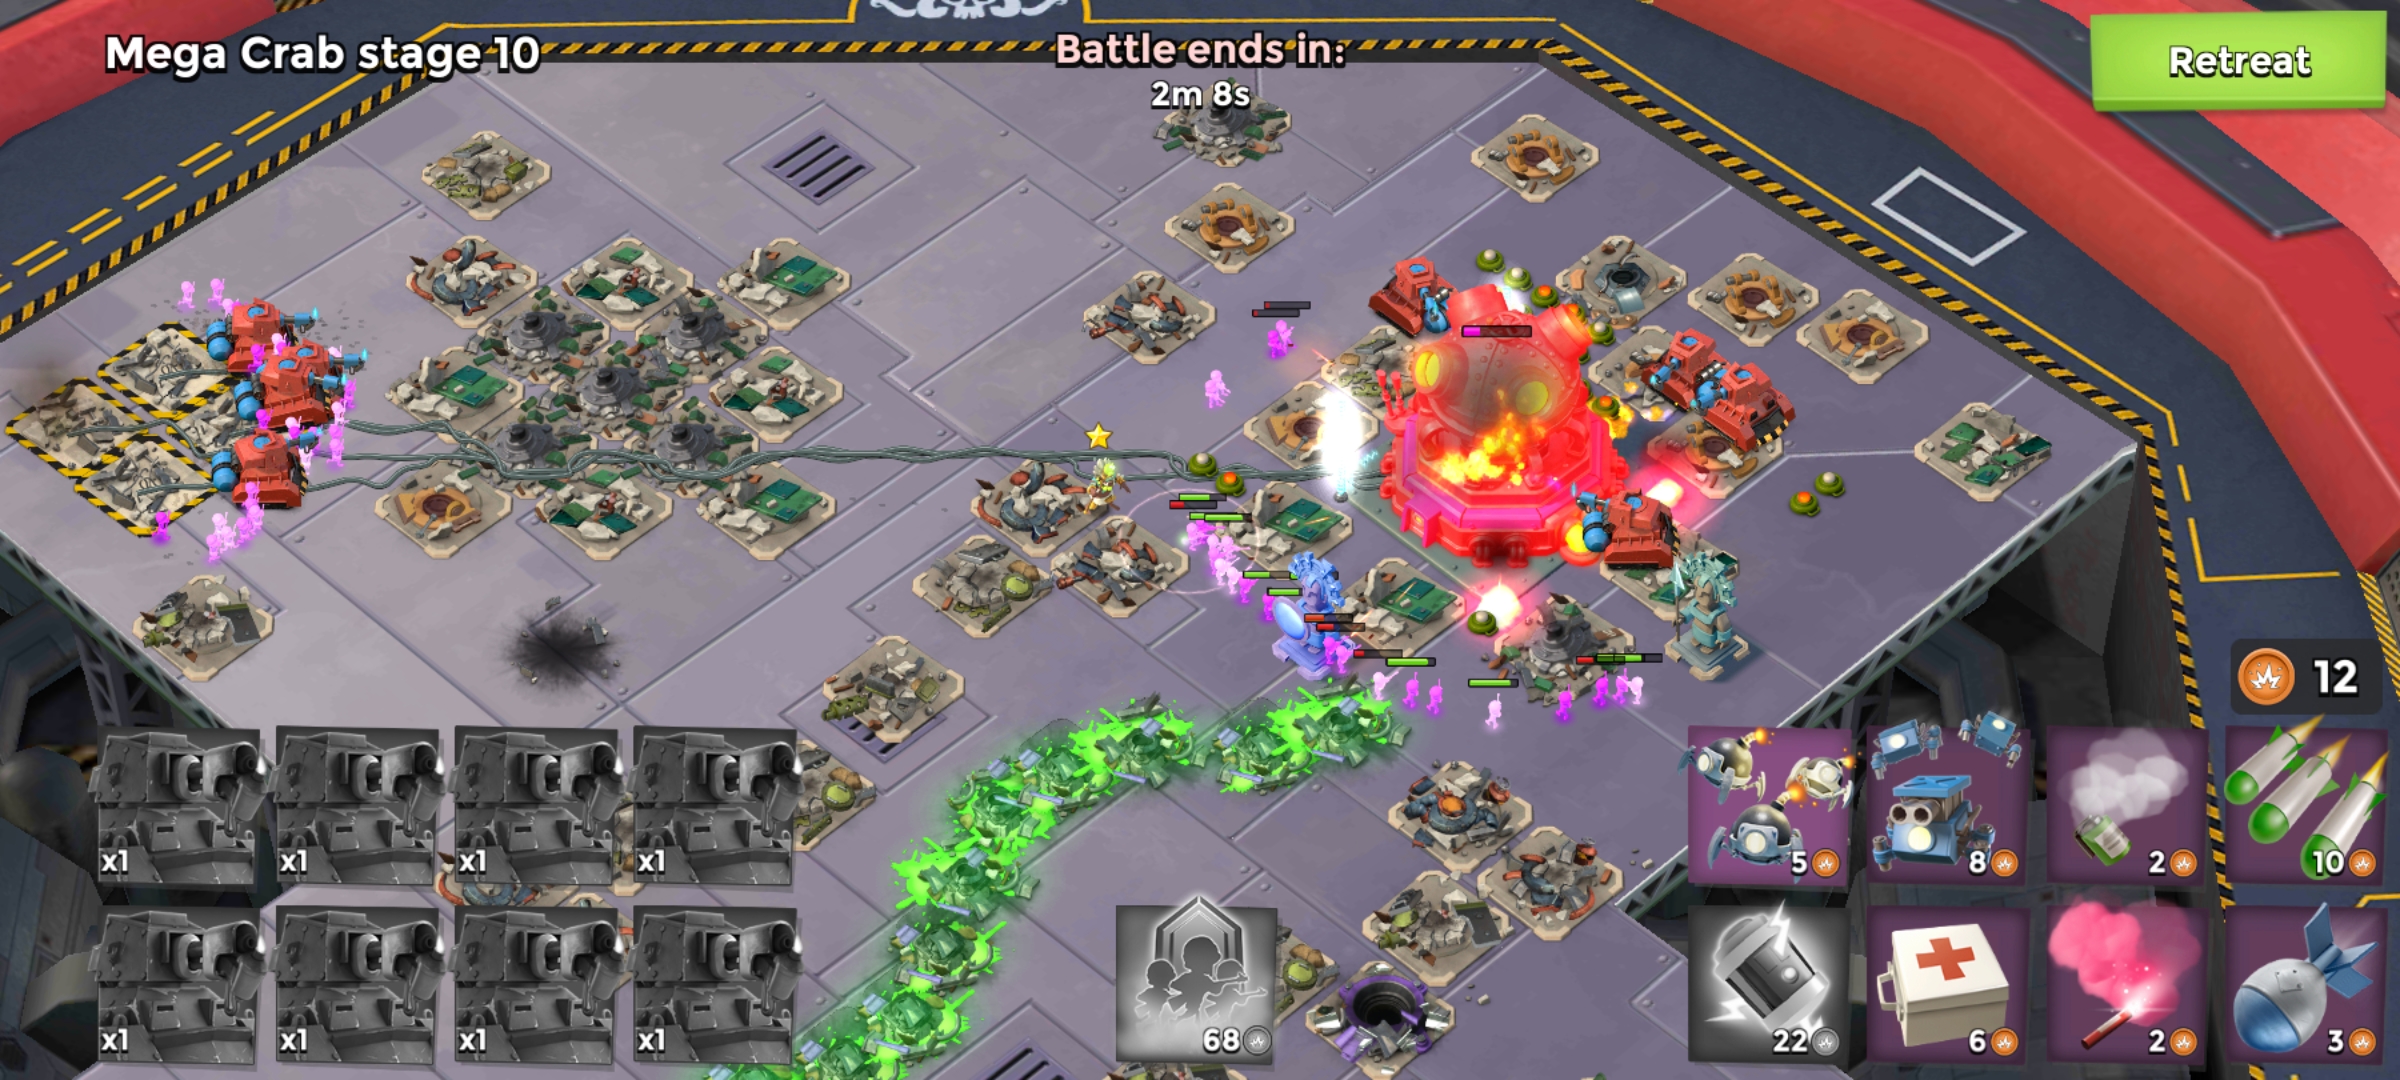 Mega Crab stage 10
Battle ends in:
2m 8s
Retreat
12
x1
x1
x1
x1
5
8
2
10
x1
x1
x1
x1
68
22
6
2
3